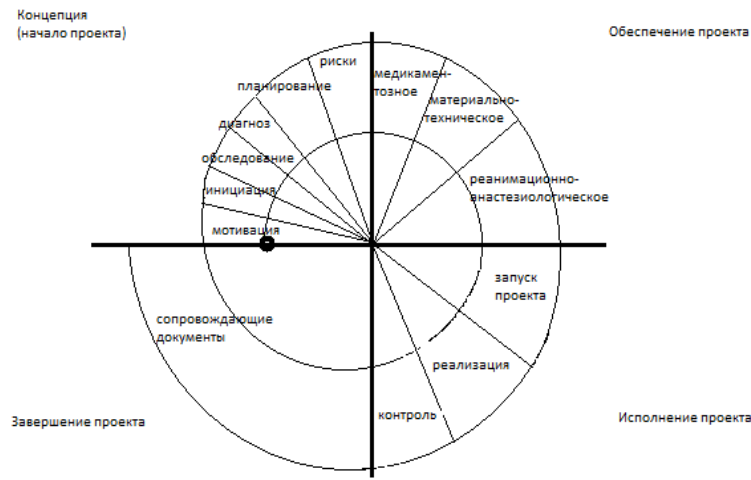 Концепция
(начало проекта)
Обеспечение проекта
риски
медикамен-
тозное
планирование
материально-
техническое
диагноз
обследование
инициация
мотивация
реанимационно-
анастезиологическое
запуск
проекта
сопровождающие
документы
реализация
контроль
Завершение проекта
Исполнение проекта